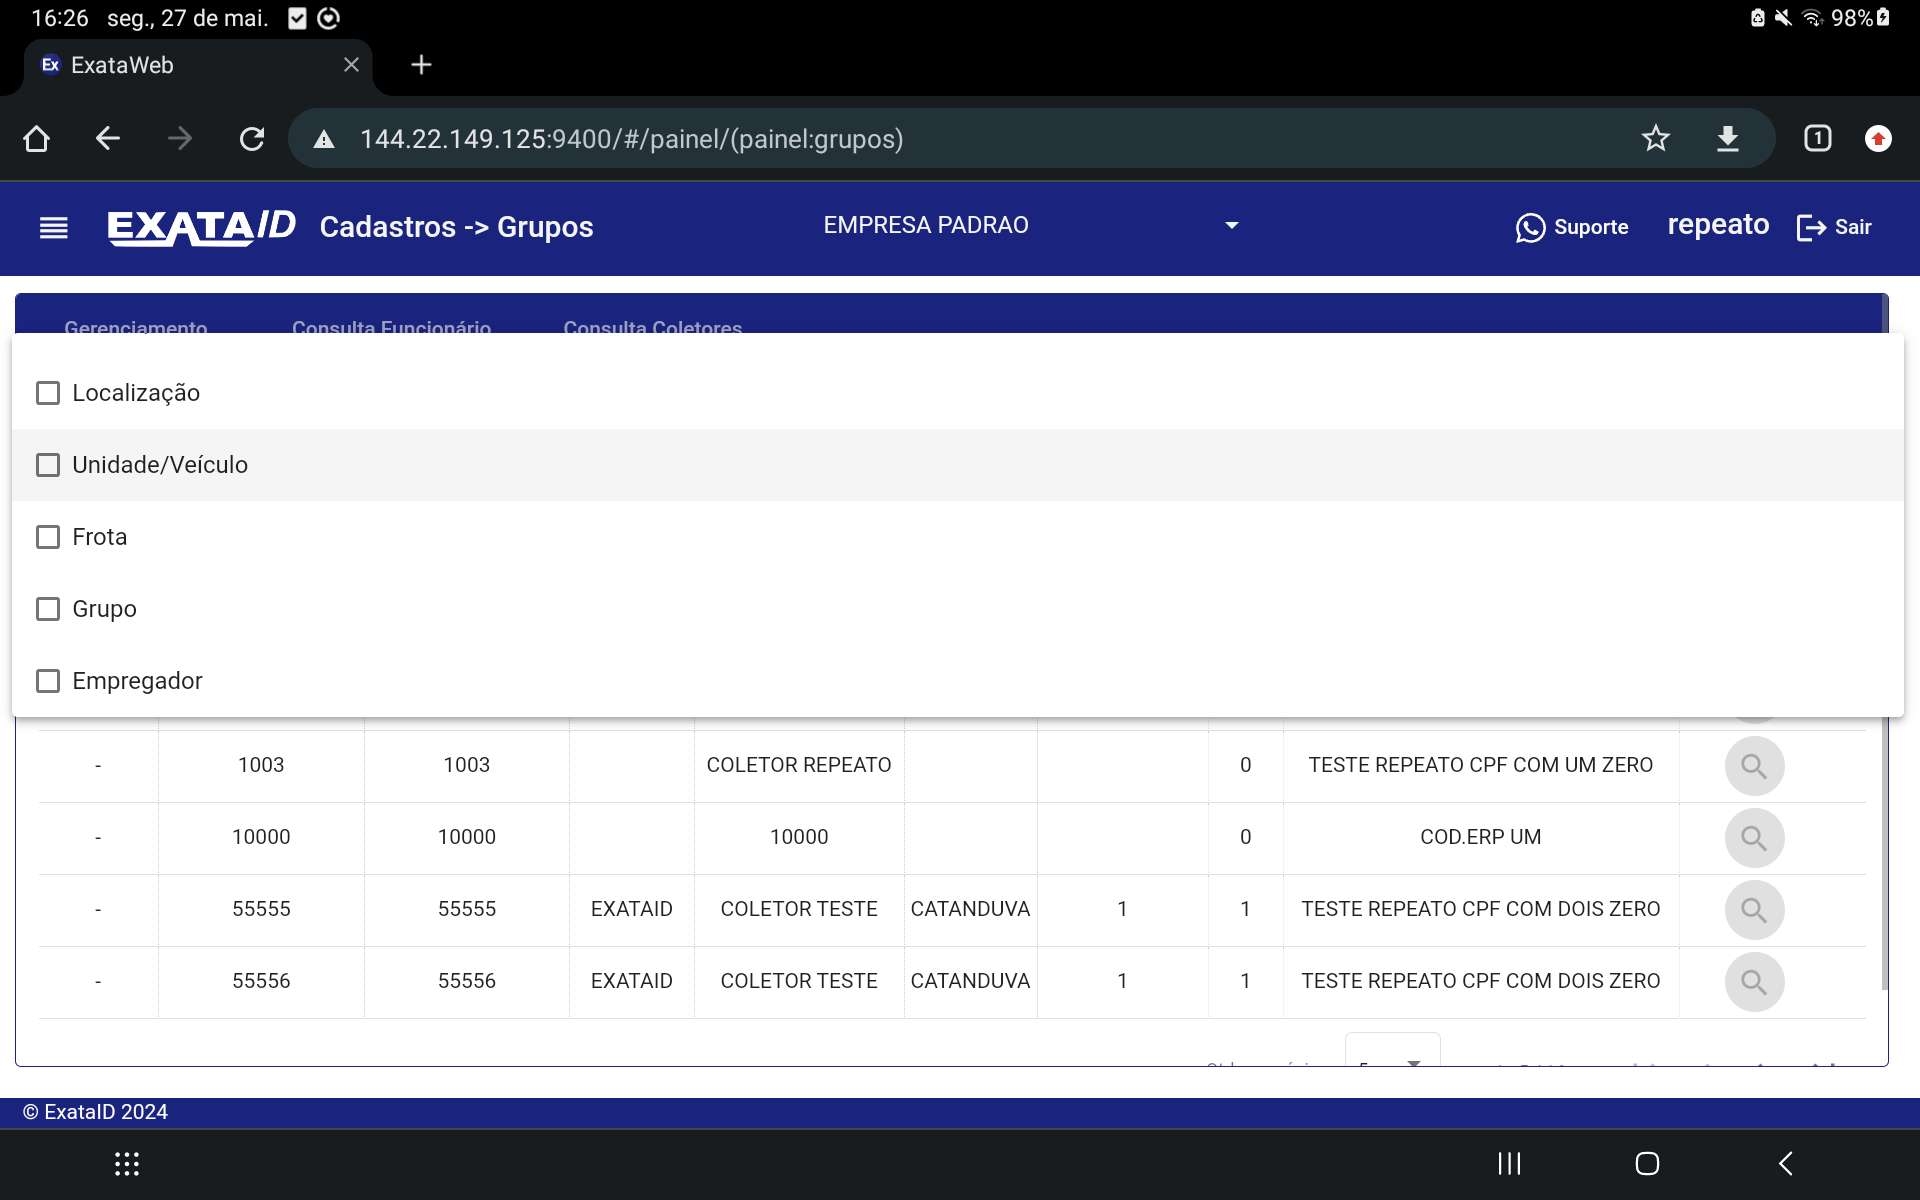 16:26 seg., 27 de mai. 98%
Ex ExataWeb
144.22.149.125:9400/#/painel/(painel:grupos) 1
EXATA/ID Cadastros -> Grupos EMPRESA PADRAO Suporte repeato Sair
Gerenciamento Consulta Funcionário Consulta Coletores
Localização
Unidade/Veículo
Frota
Grupo
Empregador
- 1003 1003 COLETOR REPEATO 0 TESTE REPEATO CPF COM UM ZERO
- 10000 10000 10000 0 COD.ERP UM
- 55555 55555 EXATAID COLETOR TESTE CATANDUVA 1 1 TESTE REPEATO CPF COM DOIS ZERO
- 55556 55556 EXATAID COLETOR TESTE CATANDUVA 1 1 TESTE REPEATO CPF COM DOIS ZERO
© ExataID 2024